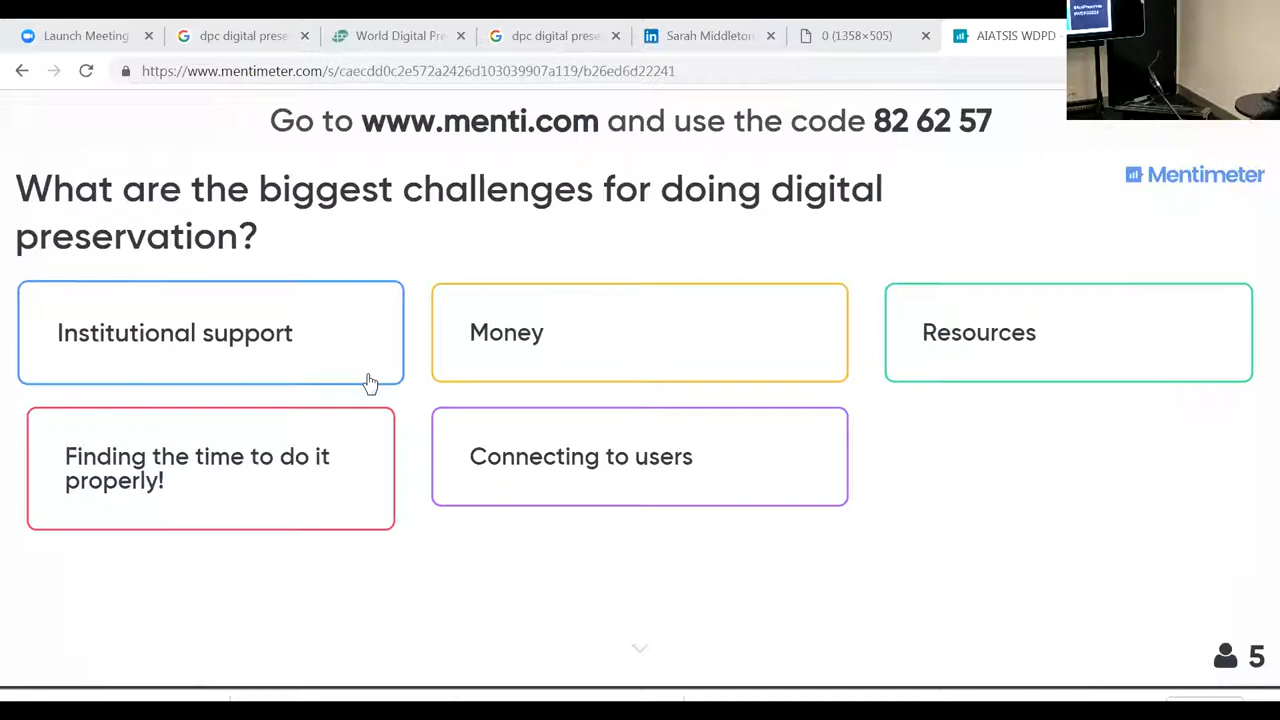 Launch Meeting
dpc digital prese
World Digital Pre
dpc digital prese
Sarah Middleton
0 (1358×505)
AIATSIS WDPD -
https://www.mentimeter.com/s/caecdd0c2e572a2426d103039907a119/b26ed6d22241
Go to www.menti.com and use the code 82 62 57
Mentimeter
What are the biggest challenges for doing digital
preservation?
Institutional support
Money
Resources
Finding the time to do it
properly!
Connecting to users
5